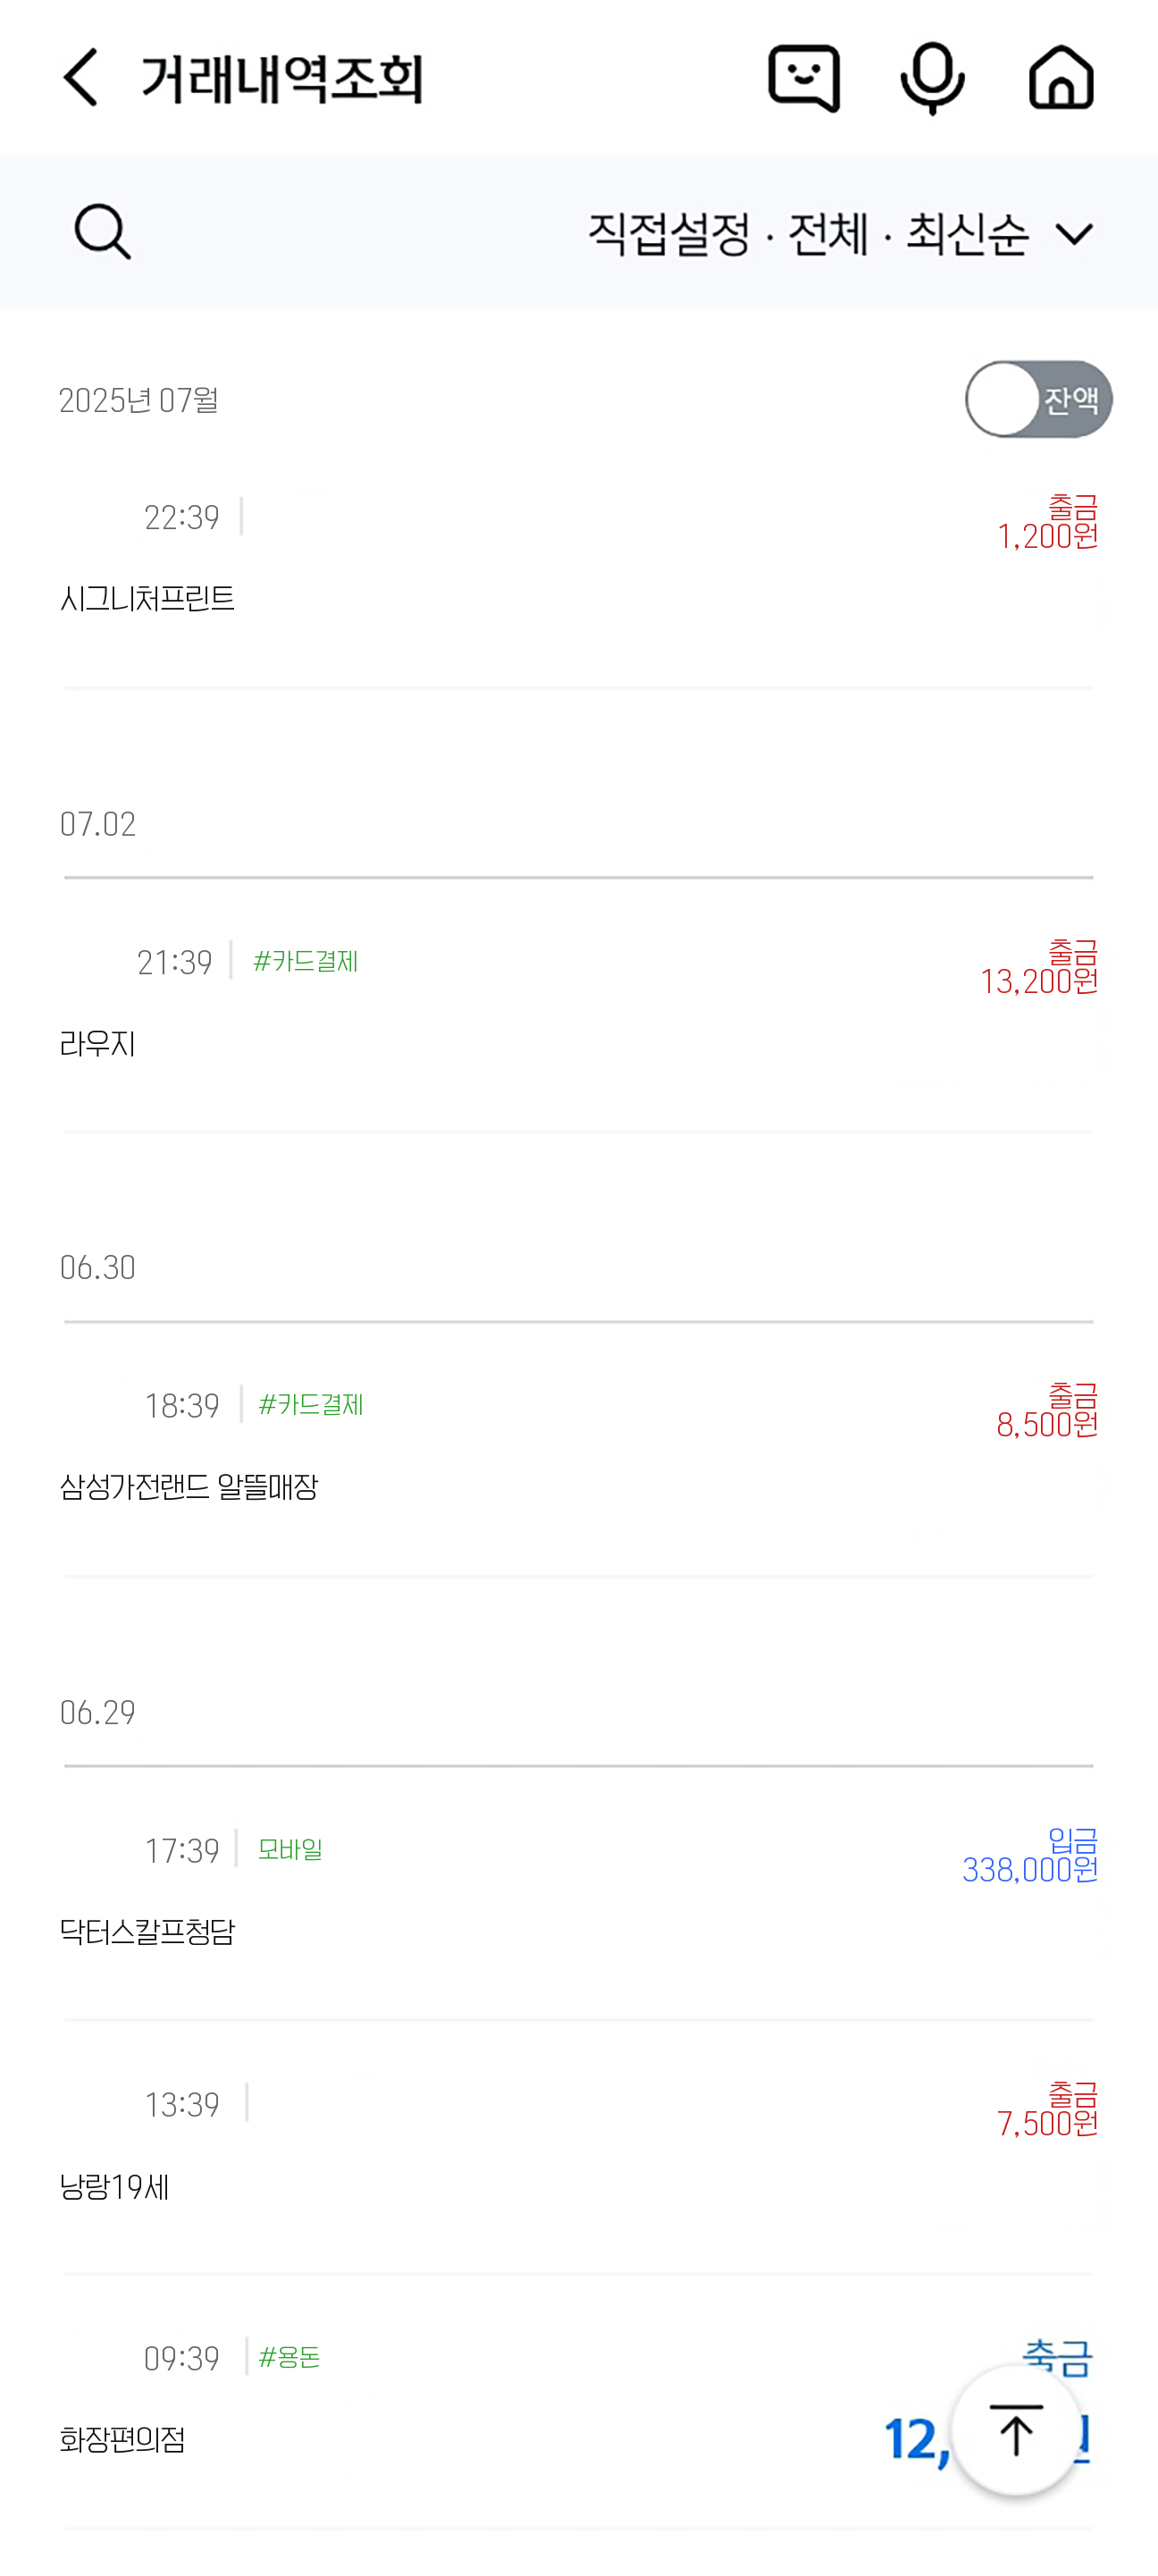 거래내역조회
직접설정 · 전체 · 최신순
2025년 07월
잔액
22:39
출금
1,200원
시그니처프린트
07.02
21:39 #카드결제
출금
13,200원
라우지
06.30
18:39 #카드결제
출금
8,500원
삼성가전랜드 알뜰매장
06.29
17:39 모바일
입금
338,000원
닥터스칼프청담
13:39
출금
7,500원
낭랑19세
09:39 #용돈
화장편의점
12,